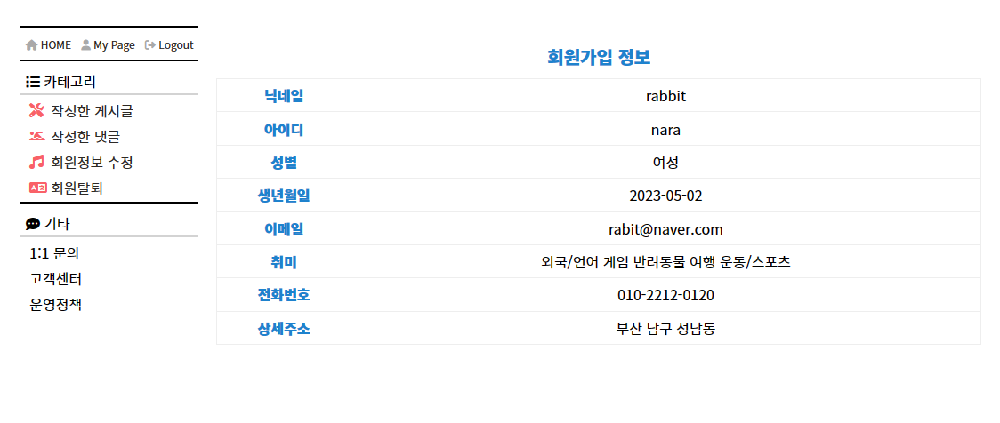 HOME My Page Logout
카테고리
작성한 게시글
작성한 댓글
회원정보 수정
회원탈퇴
기타
1:1 문의
고객센터
운영정책
회원가입 정보
닉네임 rabbit
아이디 nara
성별 여성
생년월일 2023-05-02
이메일 rabit@naver.com
취미 외국/언어 게임 반려동물 여행 운동/스포츠
전화번호 010-2212-0120
상세주소 부산 남구 성남동